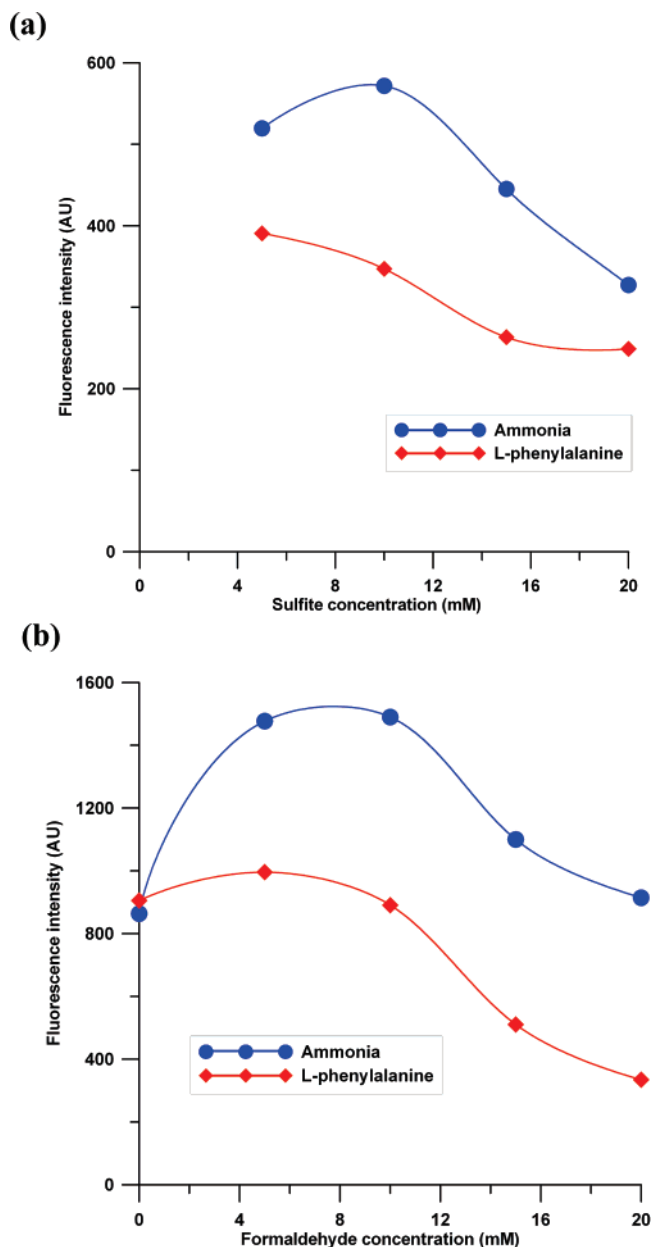 (a)
600
400
200
0
Fluorescence intensity (AU)
Ammonia
L-phenylalanine
0 4 8 12 16 20
Sulfite concentration (mM)
(b)
1600
1200
800
400
0
Fluorescence intensity (AU)
Ammonia
L-phenylalanine
0 4 8 12 16 20
Formaldehyde concentration (mM)